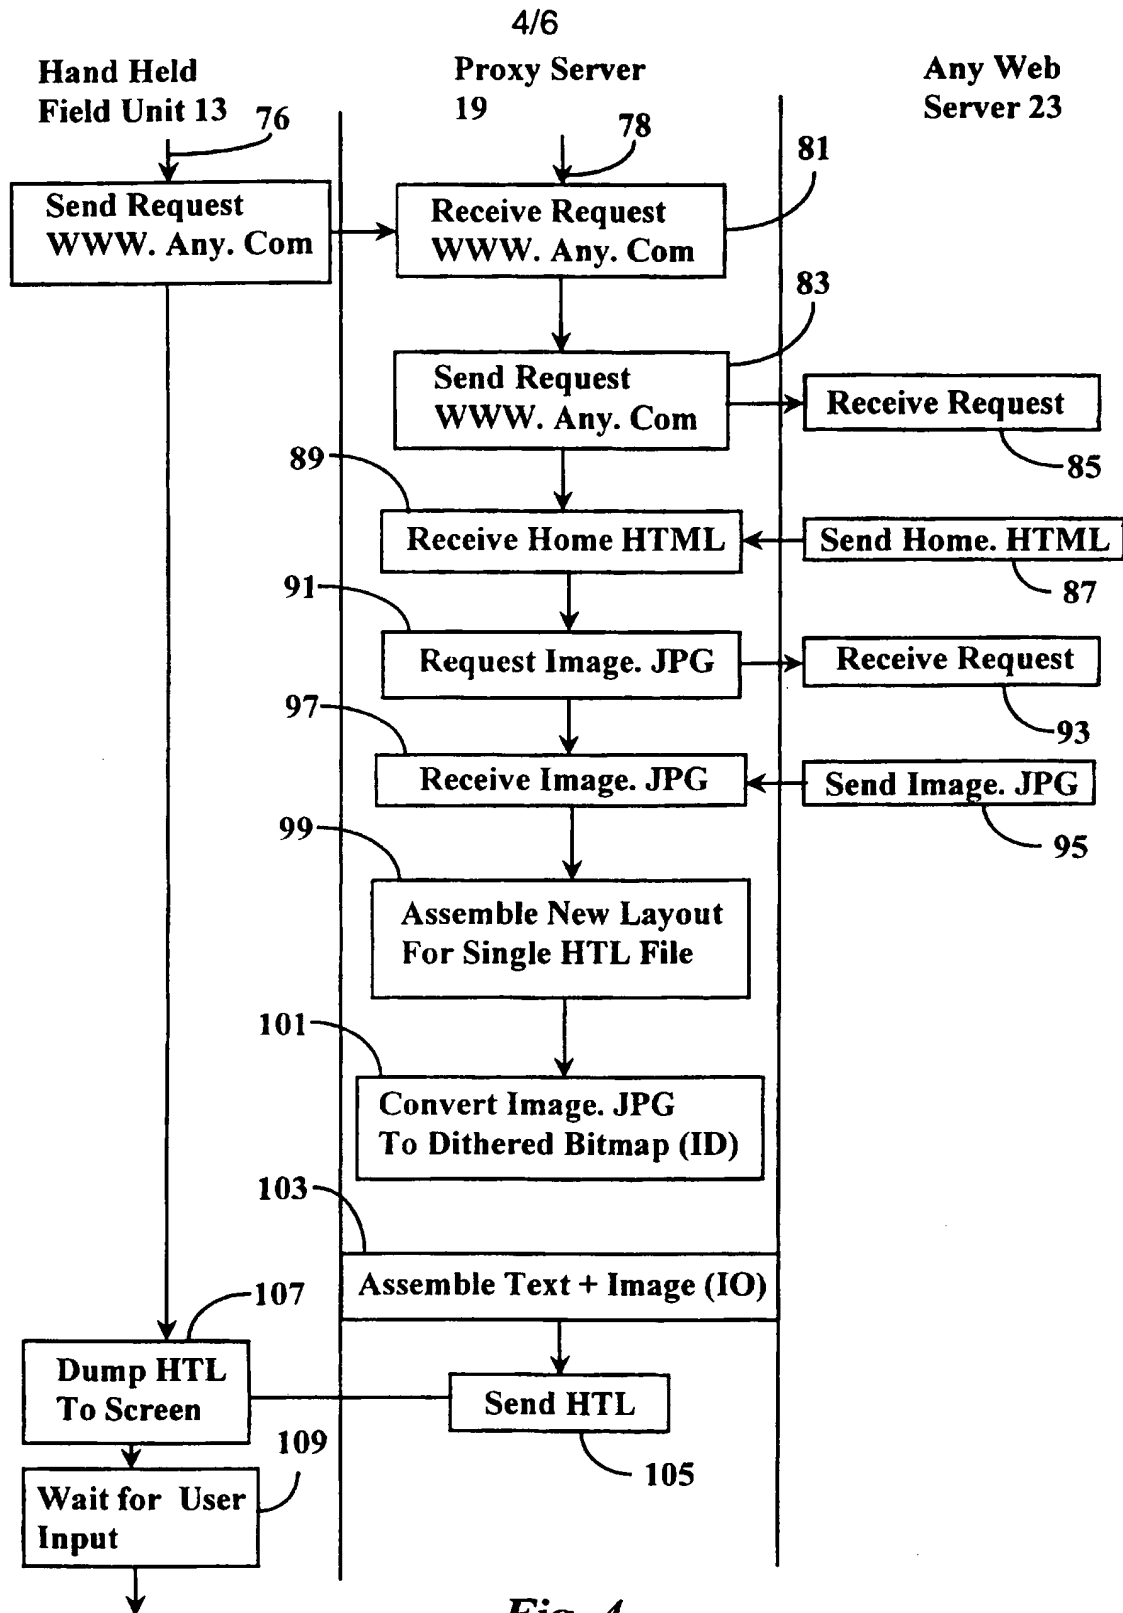 4/6
Hand Held
Field Unit 13
Proxy Server
19
Any Web
Server 23
76
78
81
Send Request
WWW. Any. Com
Receive Request
WWW. Any. Com
83
Send Request
WWW. Any. Com
Receive Request
85
89
Receive Home HTML
Send Home. HTML
87
91
Request Image. JPG
Receive Request
93
97
Receive Image. JPG
Send Image. JPG
95
99
Assemble New Layout
For Single HTL File
101
Convert Image. JPG
To Dithered Bitmap (ID)
103
Assemble Text + Image (IO)
107
Dump HTL
To Screen
Send HTL
105
109
Wait for User
Input
Fig. 4